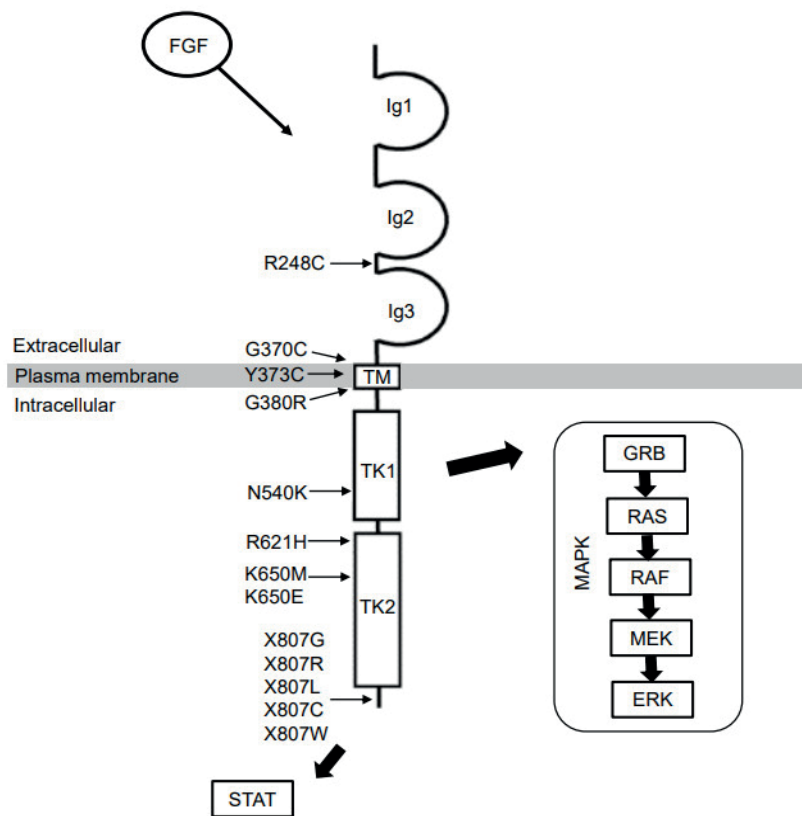 FGF
Ig1
Ig2
R248C
Ig3
Extracellular
G370C
Plasma membrane
Y373C
TM
Intracellular
G380R
TK1
N540K
R621H
K650M
K650E
TK2
X807G
X807R
X807L
X807C
X807W
STAT
MAPK
GRB
RAS
RAF
MEK
ERK